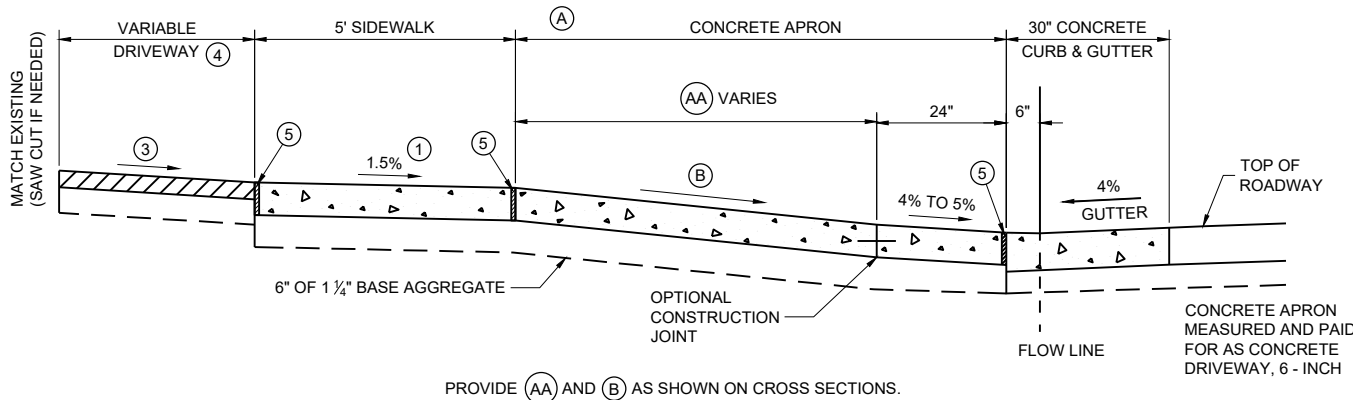 VARIABLE
DRIVEWAY 4
5' SIDEWALK
A
CONCRETE APRON
30" CONCRETE
CURB & GUTTER
MATCH EXISTING
(SAW CUT IF NEEDED)
AA VARIES
24"
6"
3
5
1.5%
1
5
B
4% TO 5%
5
4%
GUTTER
TOP OF
ROADWAY
6" OF 1 1/4" BASE AGGREGATE
OPTIONAL
CONSTRUCTION
JOINT
FLOW LINE
CONCRETE APRON
MEASURED AND PAID
FOR AS CONCRETE
DRIVEWAY, 6 - INCH
PROVIDE AA AND B AS SHOWN ON CROSS SECTIONS.